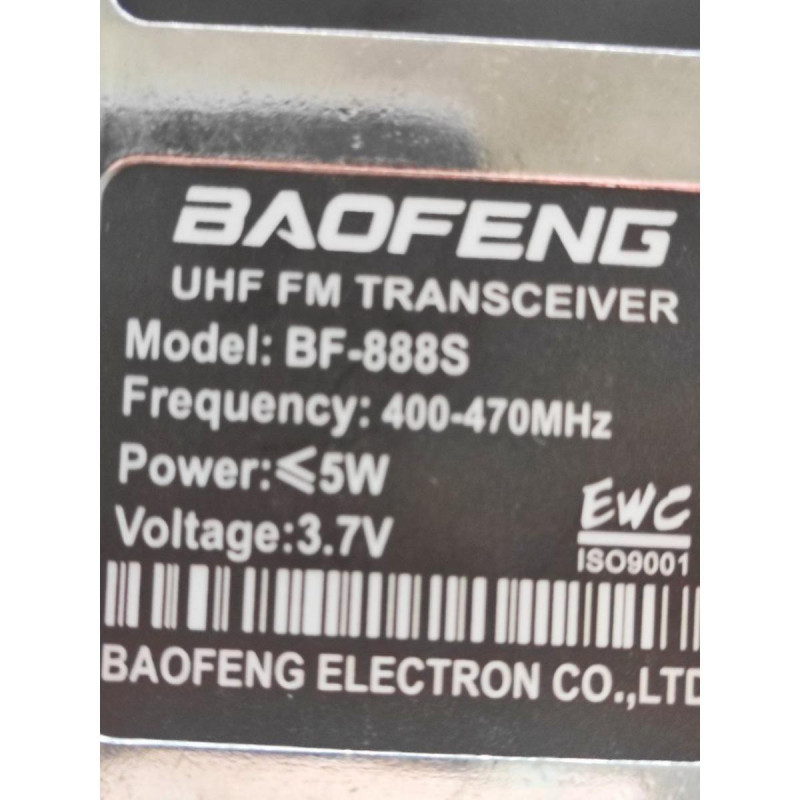 BAOFENG
UHF FM TRANSCEIVER
Model: BF-888S
Frequency: 400-470MHz
Power:⩽5W
Voltage:3.7V
EWC
ISO9001
BAOFENG ELECTRON CO.,LTD